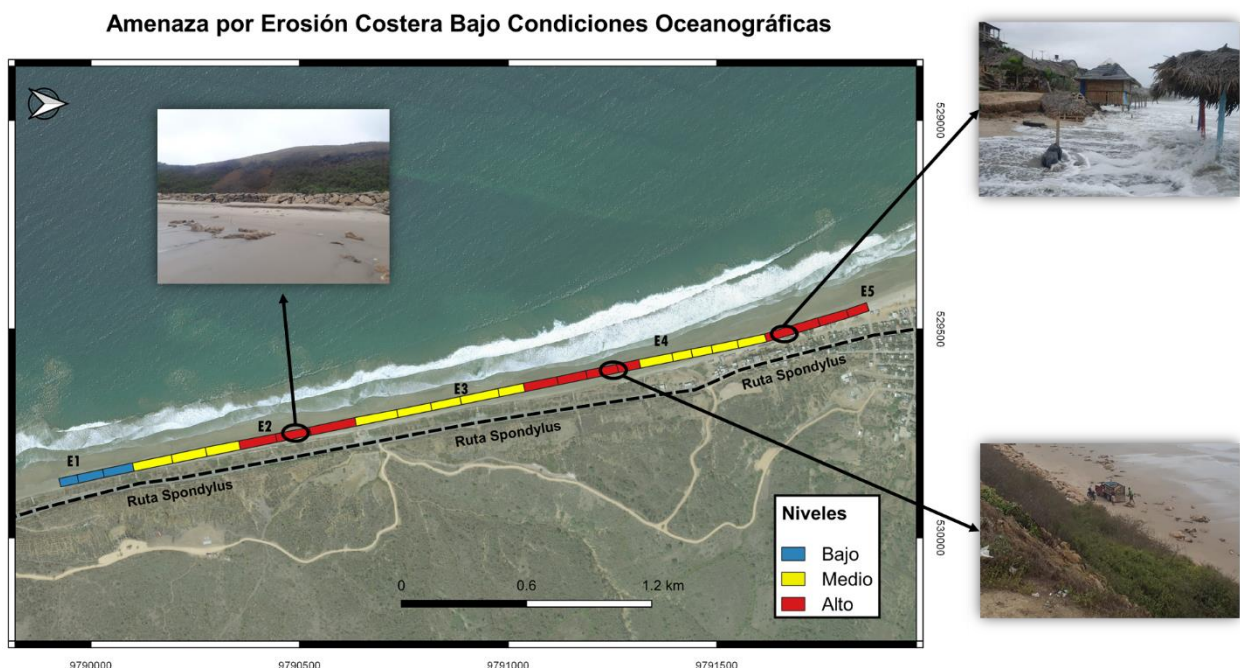 Amenaza por Erosión Costera Bajo Condiciones Oceanográficas
529000
529500
530000
E5
E4
E3
E2
E1
Ruta Spondylus
Ruta Spondylus
Ruta Spondylus
Niveles
Bajo
Medio
Alto
0 0.6 1.2 km
9790000 9790500 9791000 9791500